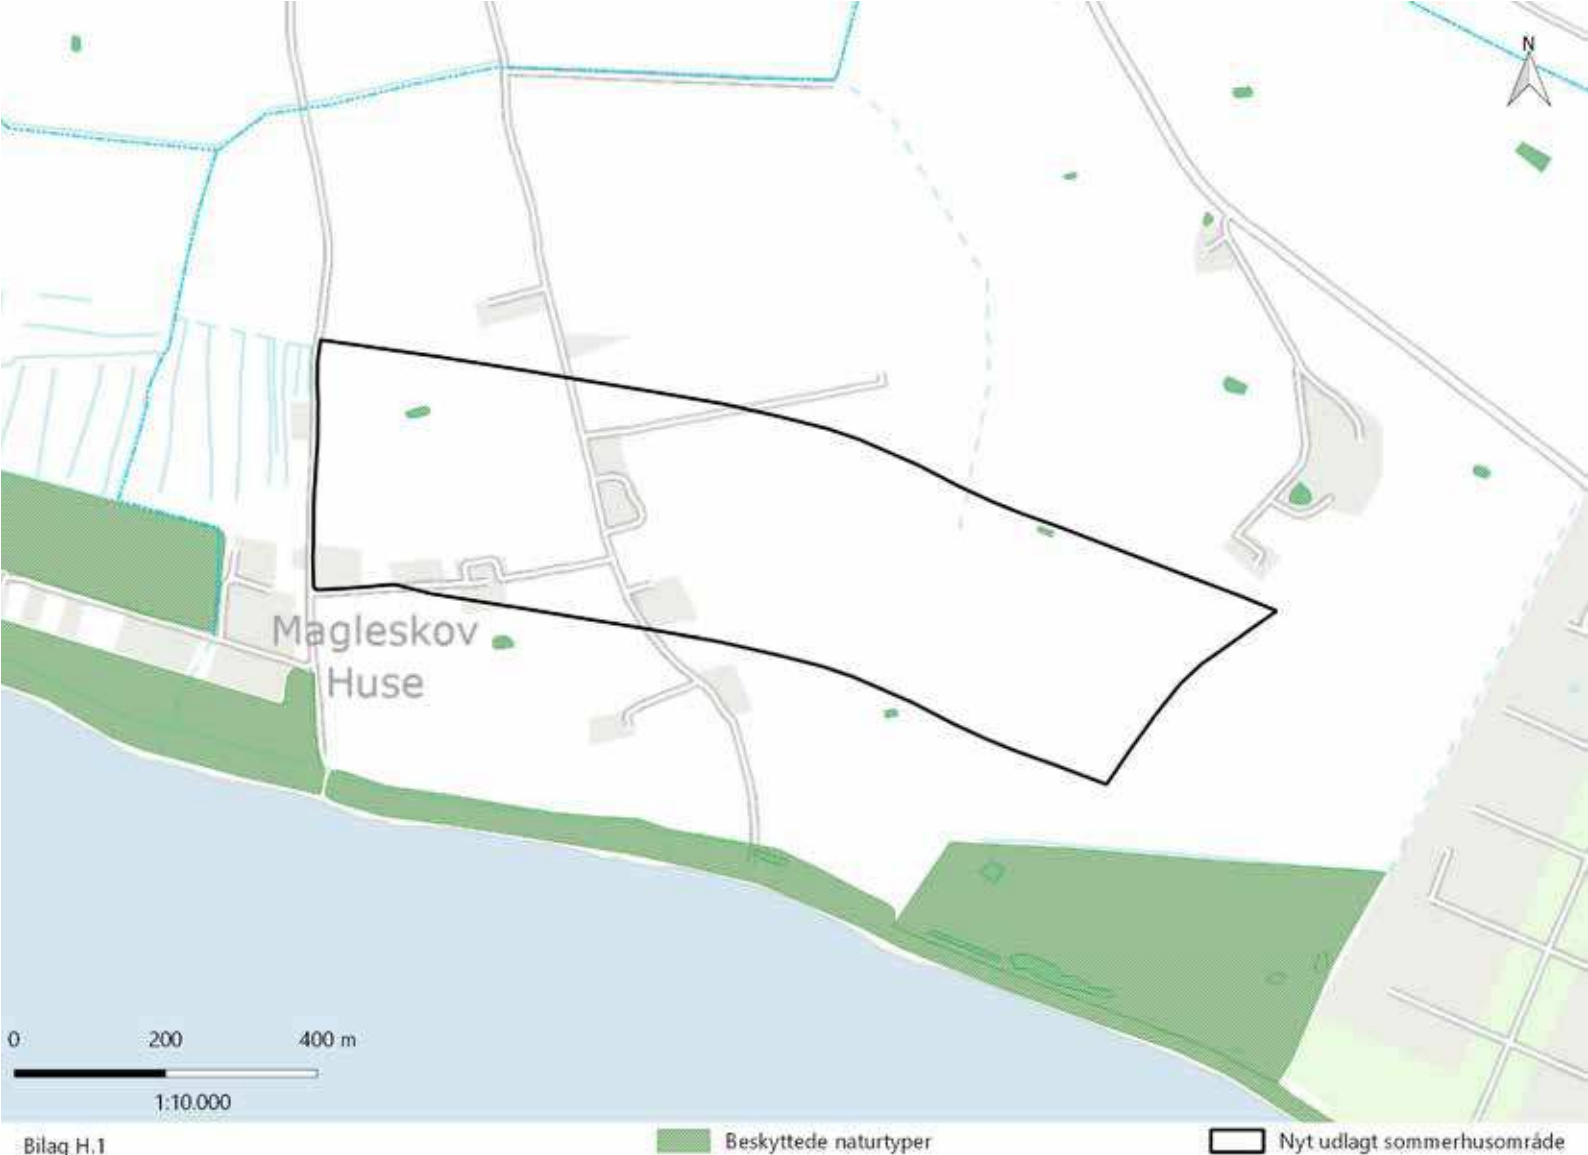 N
Magleskov
Huse
0 200 400 m
1:10.000
Bilag H.1 Beskyttede naturtyper Nyt udlagt sommerhusområde